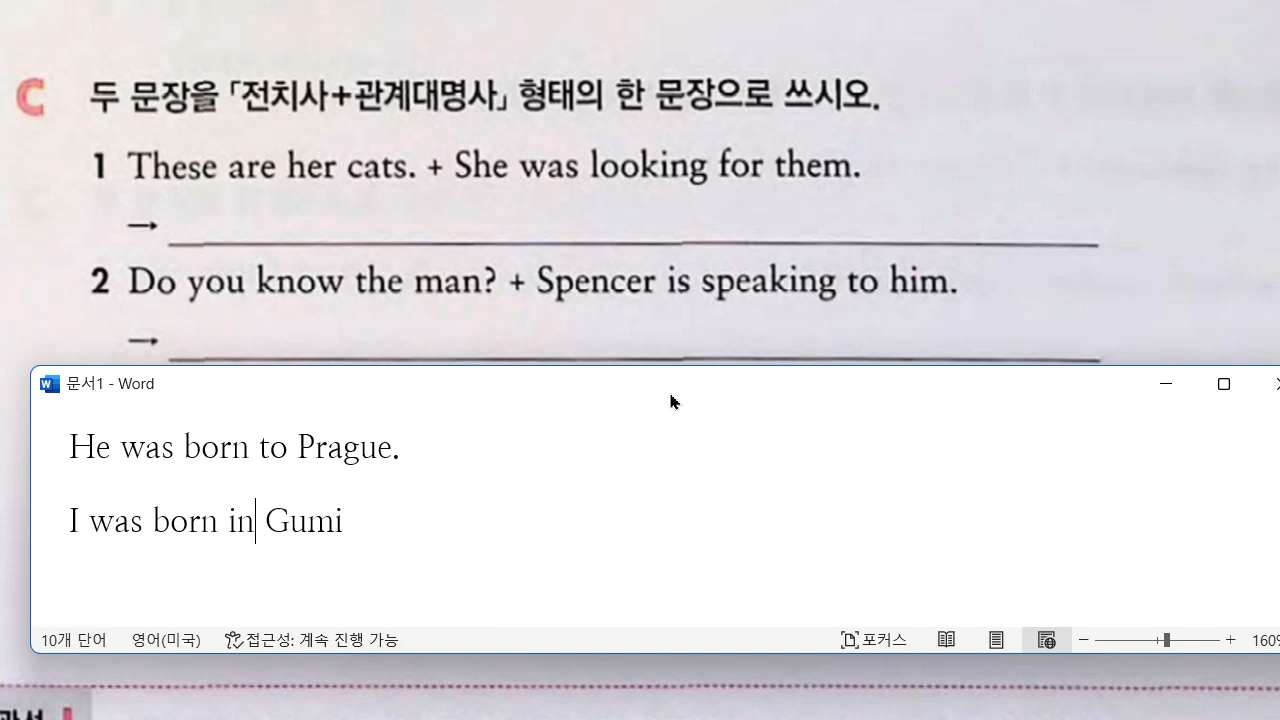 C 두 문장을 「전치사+관계대명사」 형태의 한 문장으로 쓰시오.
1 These are her cats. + She was looking for them.
→
2 Do you know the man? + Spencer is speaking to him.
→
문서1 - Word
He was born to Prague.
I was born in Gumi
10개 단어 영어(미국) 접근성: 계속 진행 가능 포커스 160%